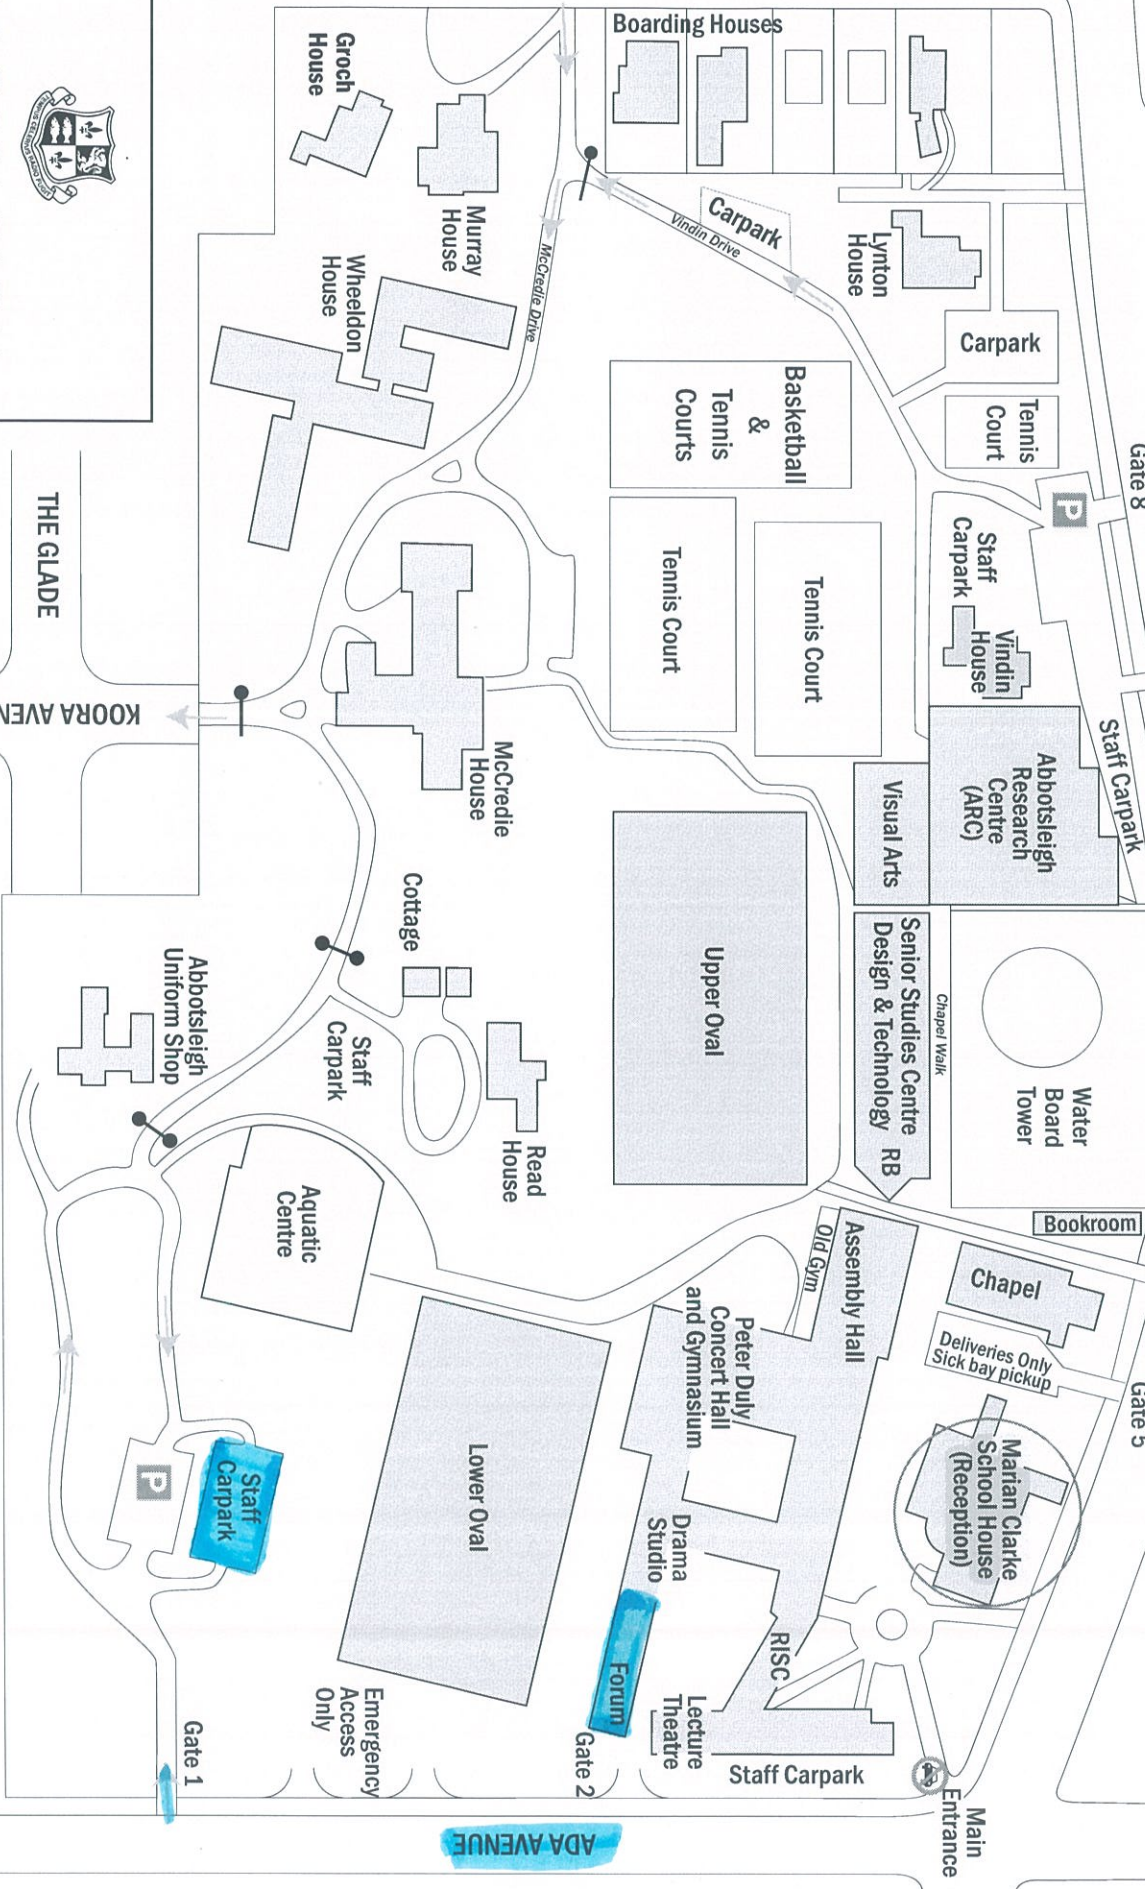 Boarding Houses
Groch
House
Murray
House
Wheeldon
House
McCredie Drive
Vindin Drive
Carpark
Lynton
House
Carpark
Tennis
Court
Gate 8
P
Basketball
&
Tennis
Courts
Tennis Court
Tennis Court
Staff
Carpark
Vindin
House
Staff Carpark
Abbotsleigh
Research
Centre
(ARC)
Visual Arts
THE GLADE
KOORA AVEN
McCredie
House
Cottage
Upper Oval
Senior Studies Centre
Design & Technology RB
Chapel Walk
Water
Board
Tower
Abbotsleigh
Uniform Shop
Staff
Carpark
Read
House
Aquatic
Centre
Bookroom
Chapel
Assembly Hall
Old Gym
Deliveries Only
Sick bay pickup
Gate 5
Peter Duly
Concert Hall
and Gymnasium
Marian Clarke
School House
(Reception)
Lower Oval
Staff
Carpark
P
Drama
Studio
Forum
RISC
Lecture
Theatre
Staff Carpark
Emergency
Access
Only
Gate 1
Gate 2
Main
Entrance
ADA AVENUE